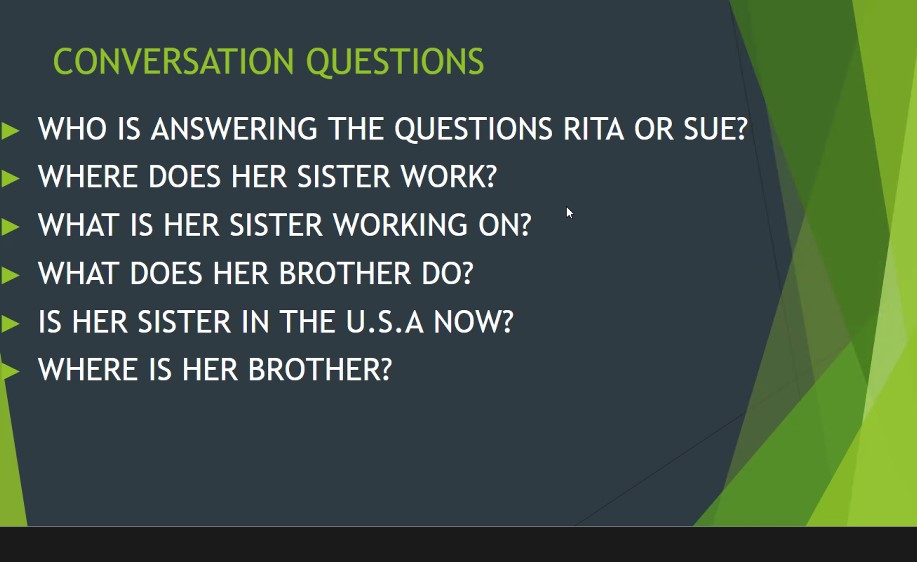 CONVERSATION QUESTIONS
WHO IS ANSWERING THE QUESTIONS RITA OR SUE?
WHERE DOES HER SISTER WORK?
WHAT IS HER SISTER WORKING ON?
WHAT DOES HER BROTHER DO?
IS HER SISTER IN THE U.S.A NOW?
WHERE IS HER BROTHER?